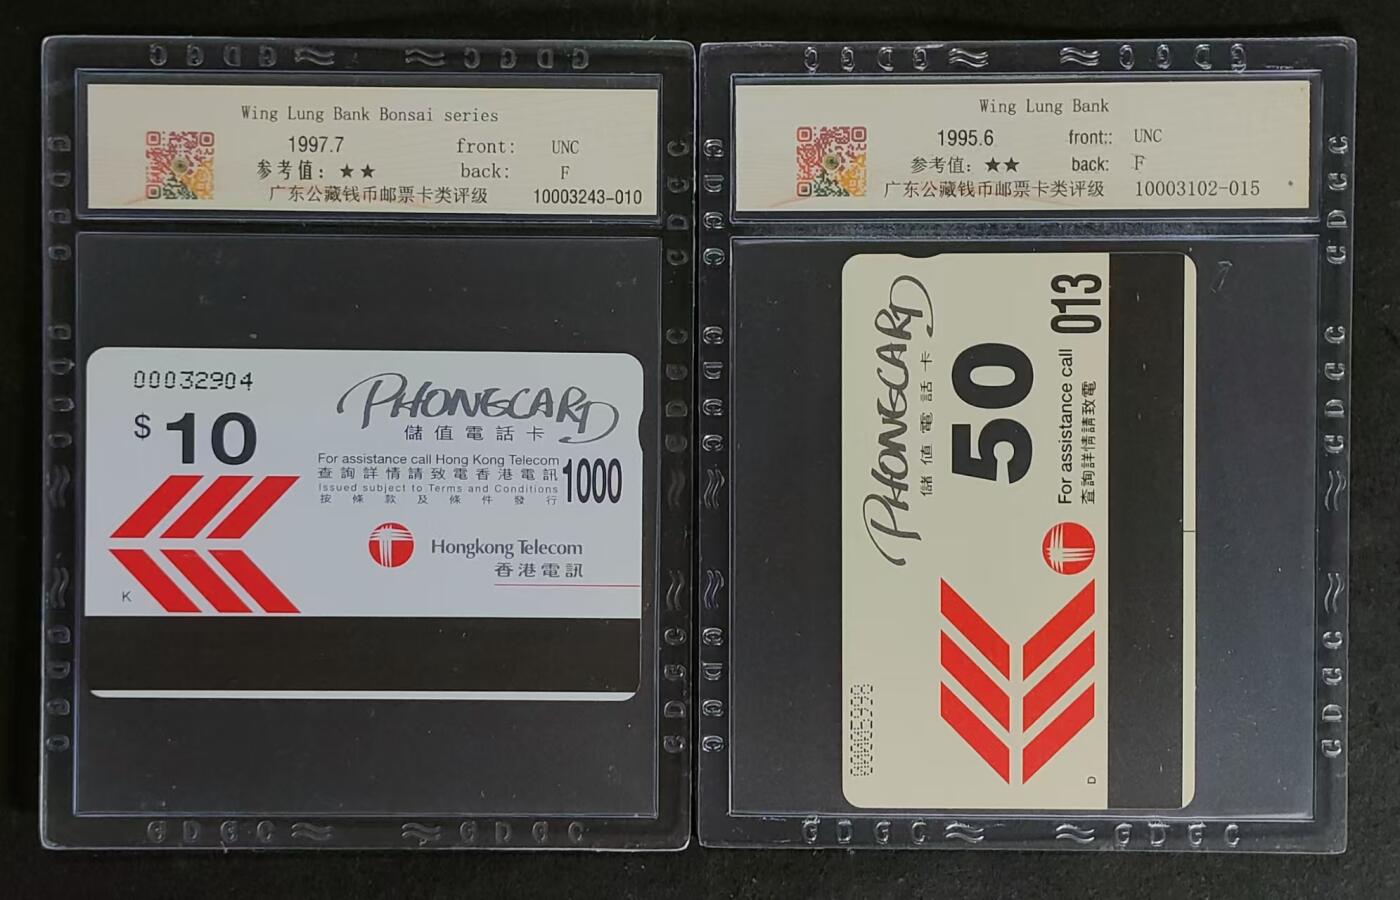 Wing Lung Bank Bonsai series
1997.7 front: UNC
参考值：★★ back: F
广东公藏钱币邮票卡类评级 10003243-010
00032904
$10
PHONECARD
儲值電話卡
For assistance call Hong Kong Telecom
查詢詳情請致電香港電訊
Issued subject to Terms and Conditions
按條款及條件發行
1000
Hongkong Telecom
香港電訊
K
Wing Lung Bank
1995.6 front:: UNC
参考值：★★ back: F
广东公藏钱币邮票卡类评级 10003102-015
PHONECARD
儲值電話卡
50
For assistance call 013
查詢詳情請致電
D